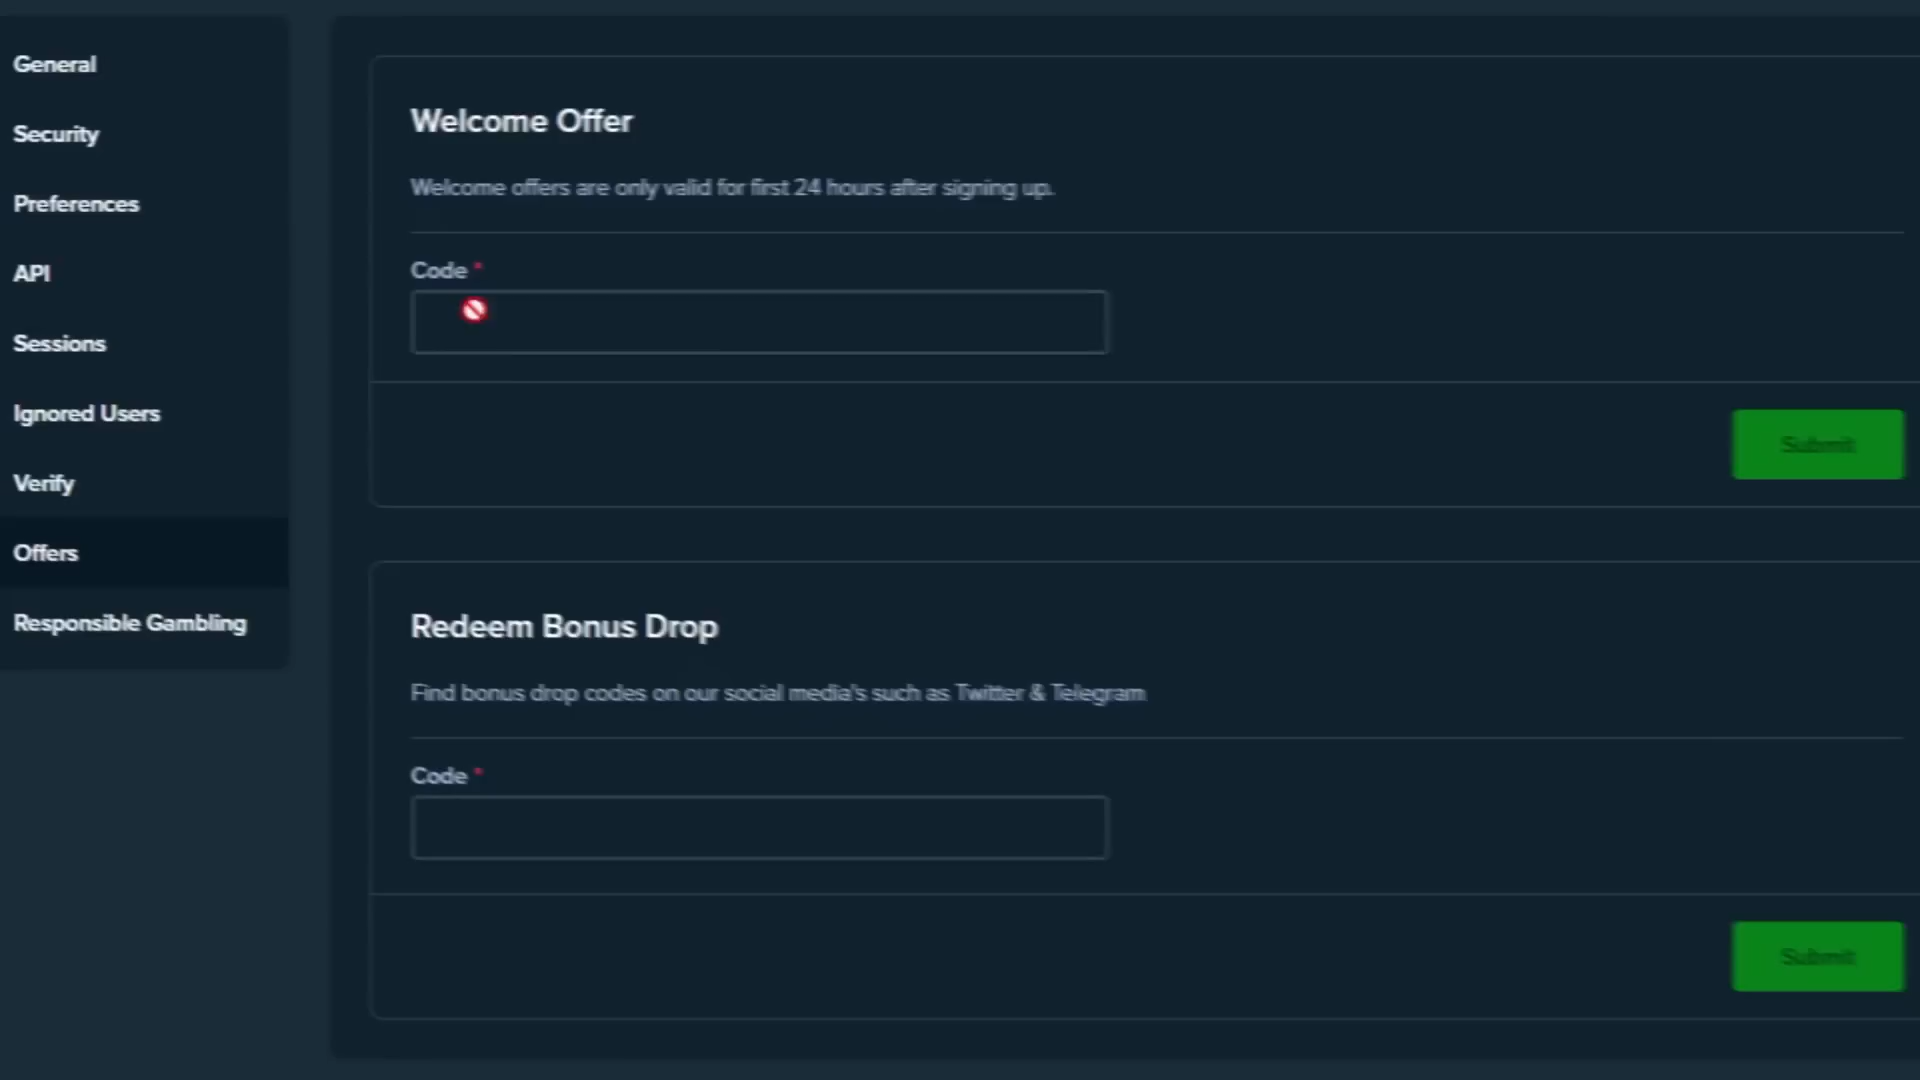 General
Security
Preferences
API
Sessions
Ignored Users
Verify
Offers
Responsible Gambling
Welcome Offer
Welcome offers are only valid for first 24 hours after signing up.
Code *
Submit
Redeem Bonus Drop
Find bonus drop codes on our social media's such as Twitter & Telegram
Code *
Submit